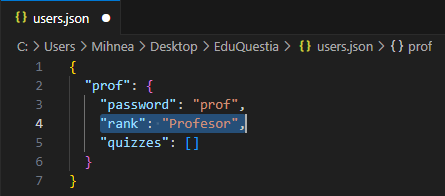 {} users.json ●
C: > Users > Mihnea > Desktop > EduQuestia > {} users.json > {} prof
1 {
2   "prof": {
3     "password": "prof",
4     "rank": "Profesor",
5     "quizzes": []
6   }
7 }